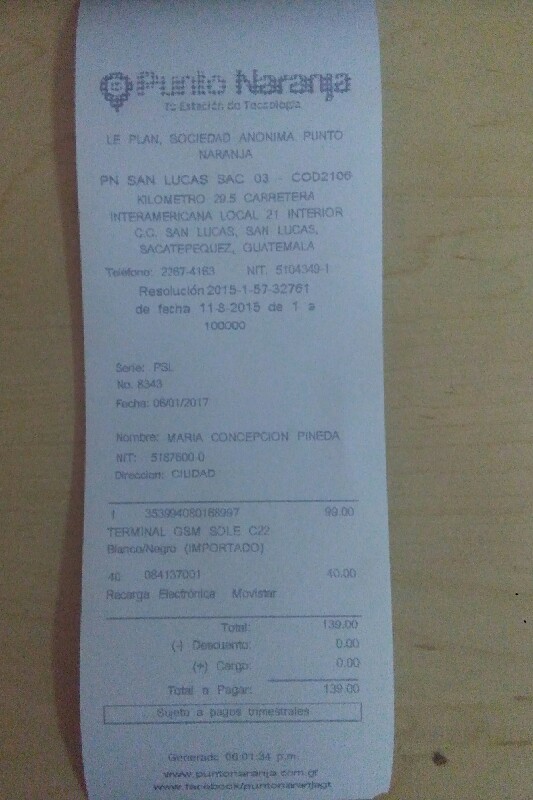 Punto Naranja
Tu Estación de Tecnología
LE PLAN, SOCIEDAD ANONIMA PUNTO
NARANJA
PN SAN LUCAS SAC 03 - COD2106
KILOMETRO 29.5 CARRETERA
INTERAMERICANA LOCAL 21 INTERIOR
C.C. SAN LUCAS, SAN LUCAS,
SACATEPEQUEZ, GUATEMALA
Teléfono: 2367-4163 NIT. 5104349-1
Resolución 2015-1-57-32761
de fecha 11-8-2015 de 1 a
100000
Serie: PSL
No. 8343
Fecha: 06/01/2017
Nombre: MARIA CONCEPCION PINEDA
NIT: 5187600-0
Direccion: CIUDAD
1 353994080188997 99.00
TERMINAL GSM SOLE C22
Blanco/Negro (IMPORTADO)
40 084137001 40.00
Recarga Electrónica Movistar
Total: 139.00
(-) Descuento: 0.00
(+) Cargo: 0.00
Total a Pagar: 139.00
Sujeto a pagos trimestrales
Generado 06:01:34 p.m.
www.puntonaranja.com.gt
www.facebook/puntonaranjagt